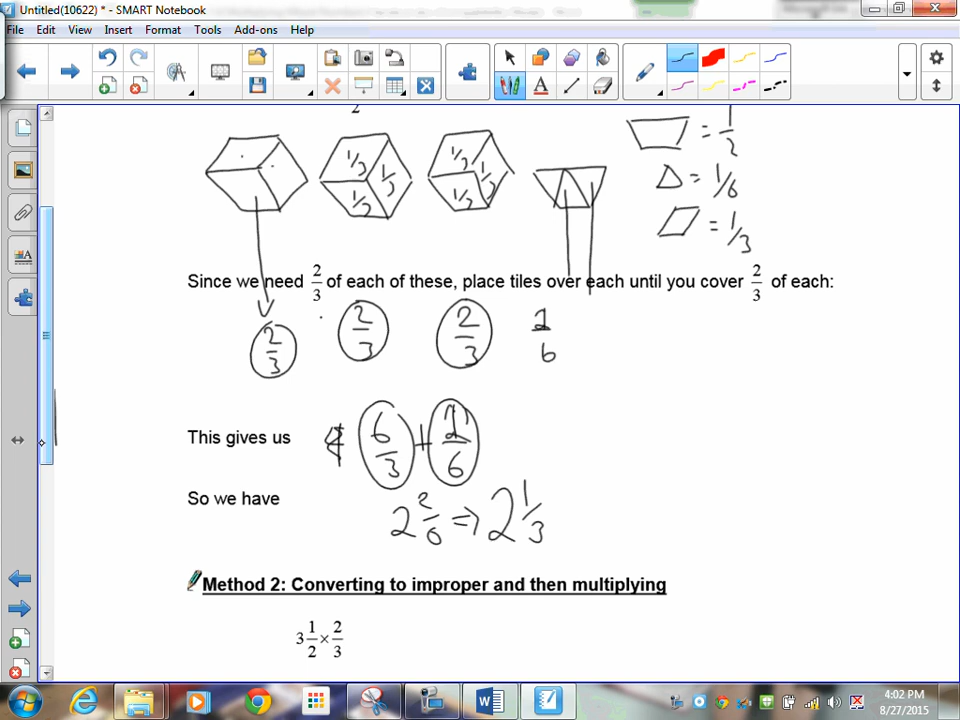 Untitled(10622) * - SMART Notebook
File Edit View Insert Format Tools Add-ons Help
2
= 1/2
1/3 1/3 1/3
1/3 1/3 1/3
= 1/6
= 1/3
Since we need 2/3 of each of these, place tiles over each until you cover 2/3 of each:
2/3 2/3 2/3 2/6
This gives us 6/3 + 2/6
So we have 2 2/6 => 2 1/3
Method 2: Converting to improper and then multiplying
3 1/2 × 2/3
4:02 PM
8/27/2015